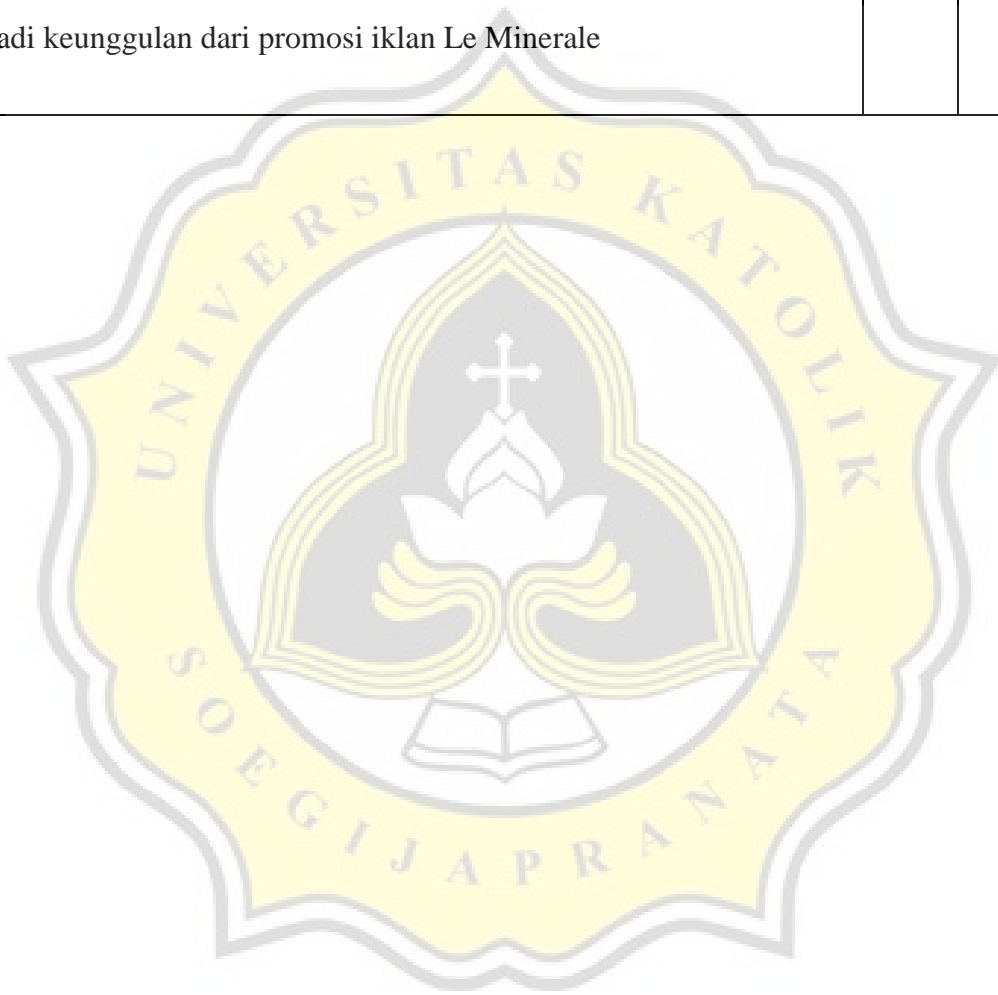 adi keunggulan dari promosi iklan Le Minerale
UNIVERSITAS KATOLIK
SOEGIJAPRANATA